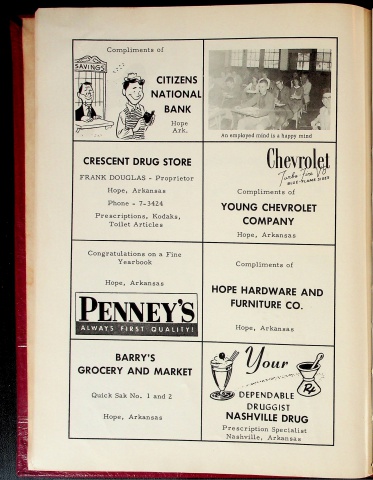 Compliments of
SAVINGS
CITIZENS
NATIONAL
BANK
Hope
Ark.
An employed mind is a happy mind
CRESCENT DRUG STORE
FRANK DOUGLAS - Proprietor
Hope, Arkansas
Phone - 7-3424
Prescriptions, Kodaks,
Toilet Articles
Chevrolet
Turbo Fire V8
BLUE-FLAME SIXES
Compliments of
YOUNG CHEVROLET
COMPANY
Hope, Arkansas
Congratulations on a Fine
Yearbook
Hope, Arkansas
PENNEY'S
ALWAYS FIRST QUALITY!
Compliments of
HOPE HARDWARE AND
FURNITURE CO.
Hope, Arkansas
BARRY'S
GROCERY AND MARKET
Quick Sak No. 1 and 2
Hope, Arkansas
Your
Rx
DEPENDABLE
DRUGGIST
NASHVILLE DRUG
Prescription Specialist
Nashville, Arkansas